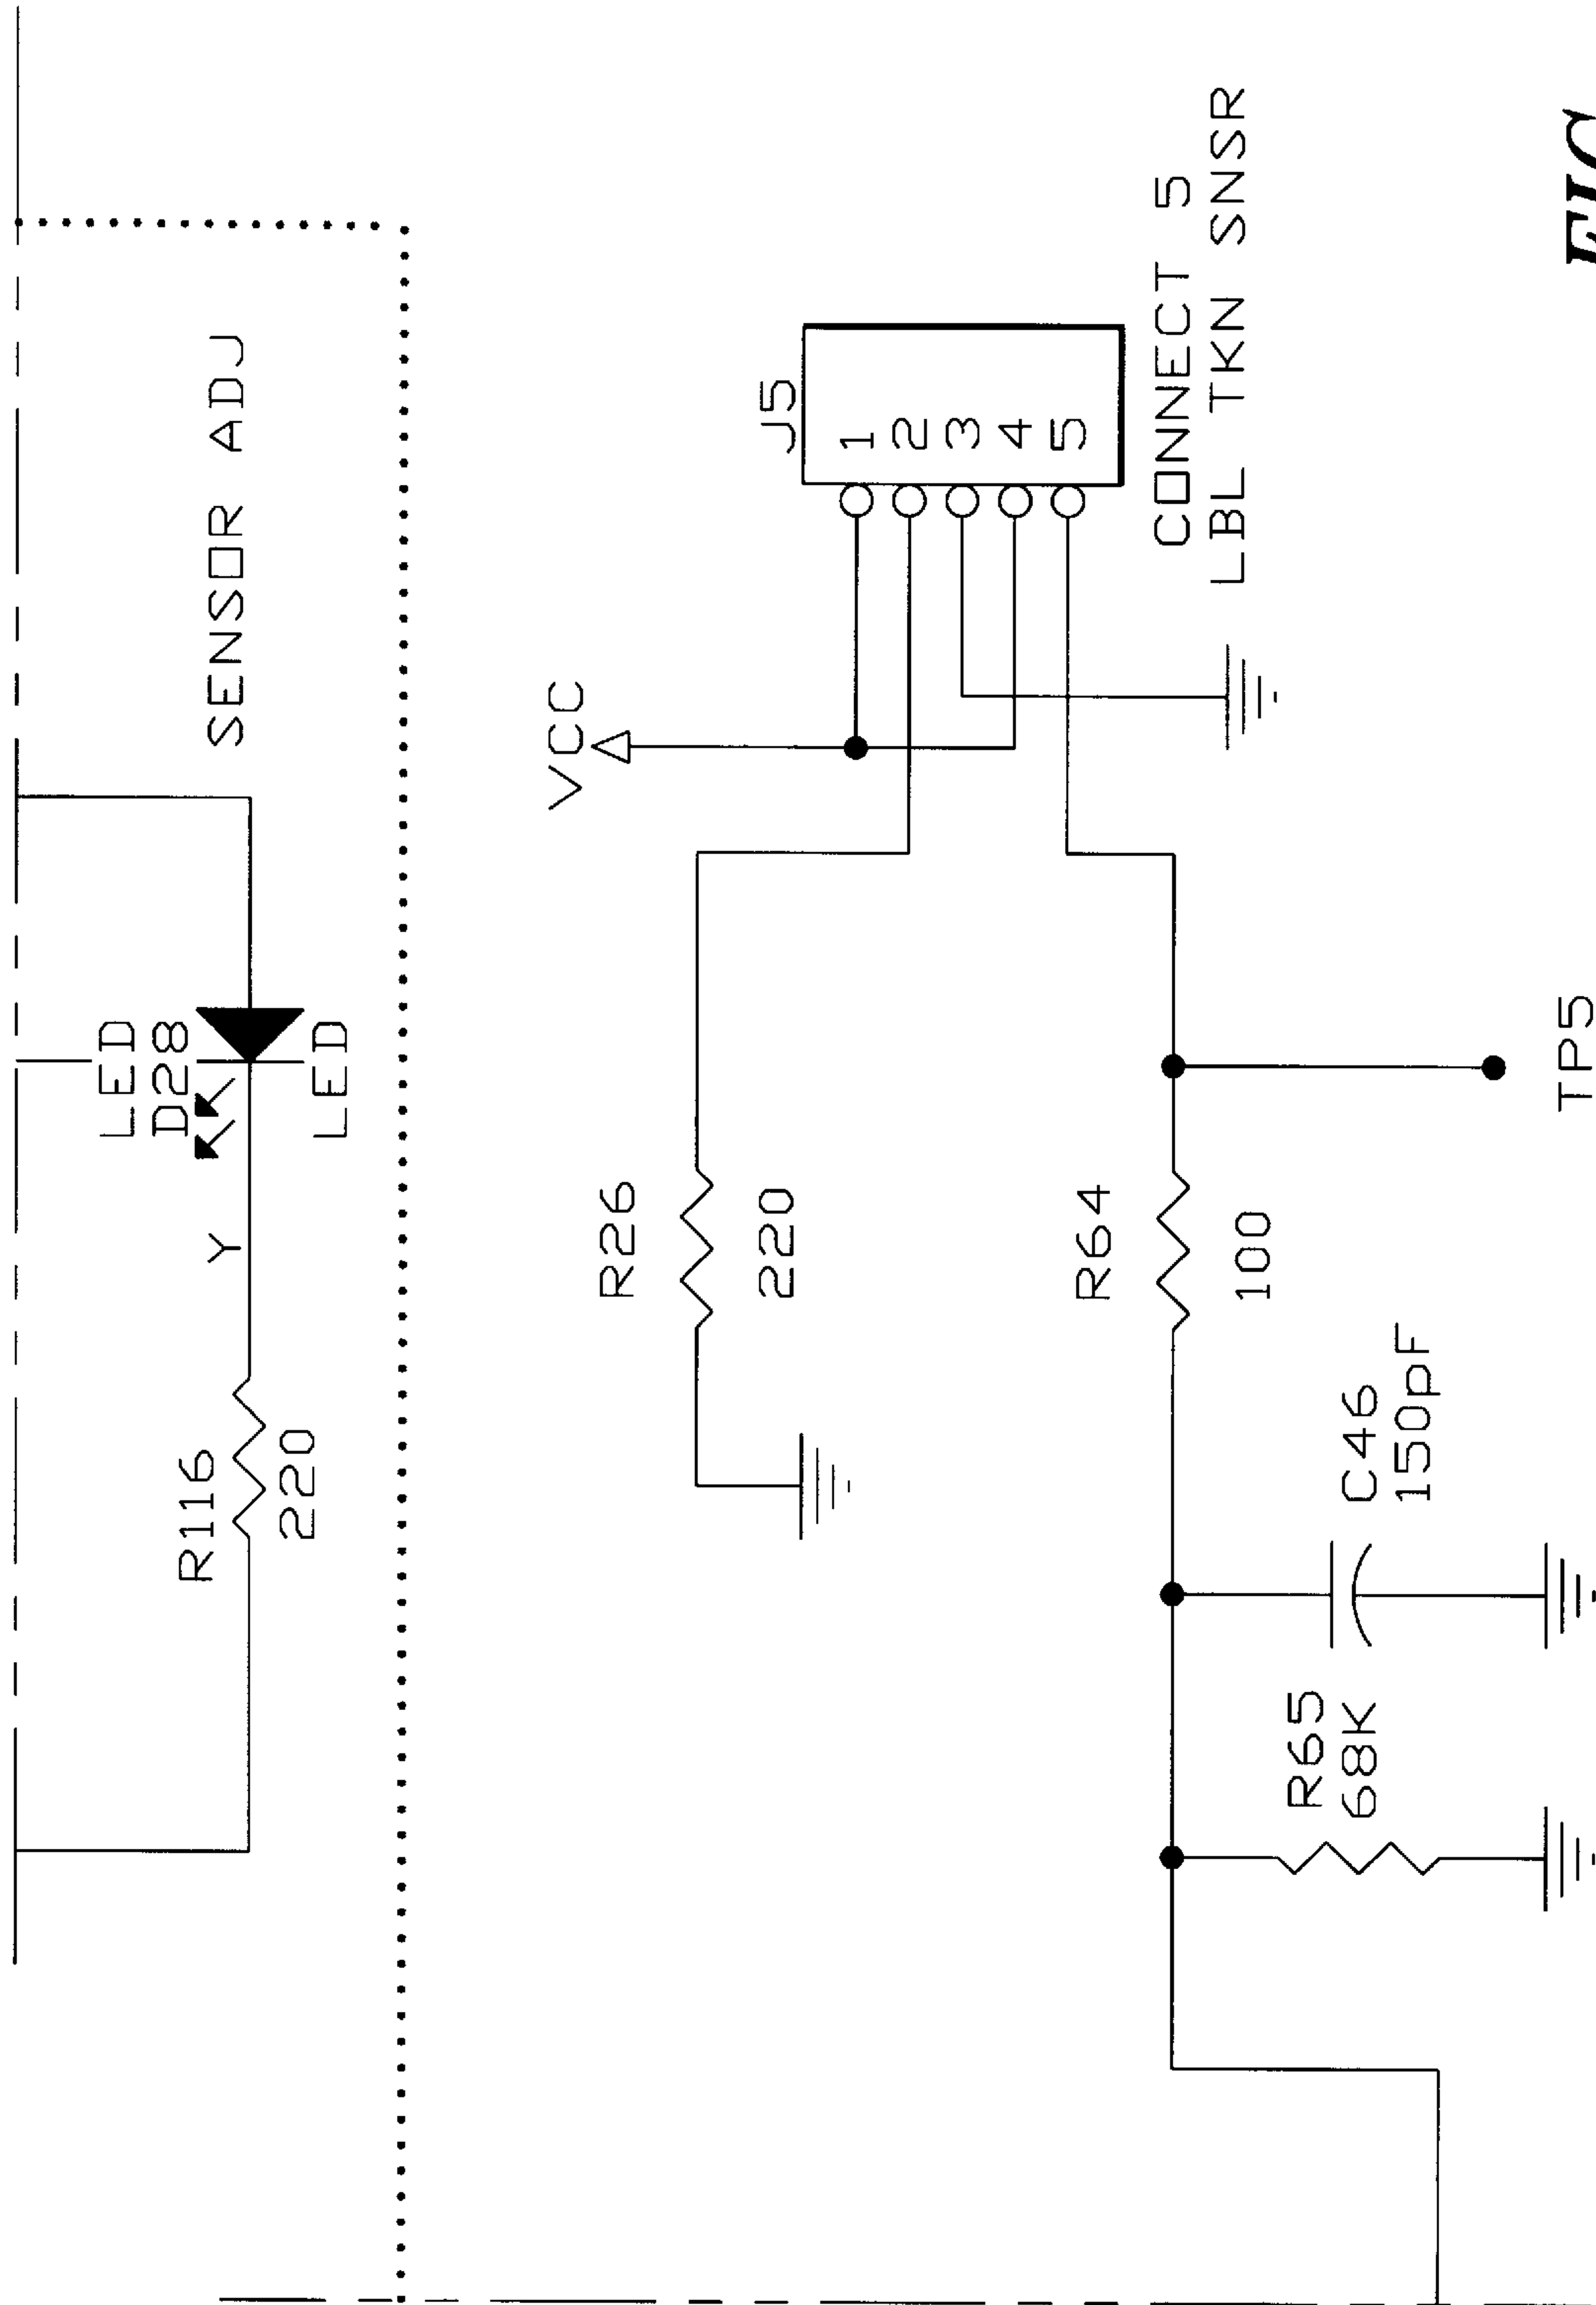 LED
D28
LED
Y
R116
220
SENSOR ADJ
VCC
J5
1
2
3
4
5
CONNECT 5
LBL TKN SNSR
R26
220
R64
100
C46
150pF
R65
68K
TP5